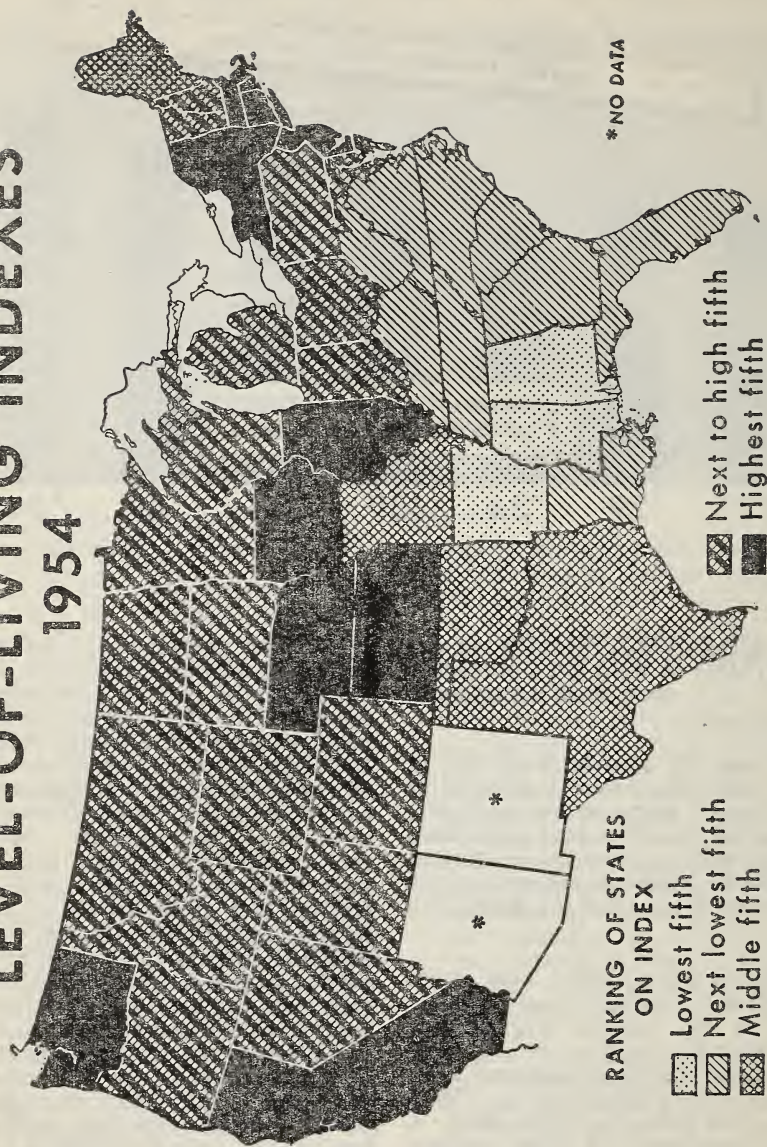 LEVEL-OF-LIVING INDEXES
1954
*NO DATA
*
*
RANKING OF STATES
ON INDEX
Lowest fifth
Next lowest fifth
Middle fifth
Next to high fifth
Highest fifth